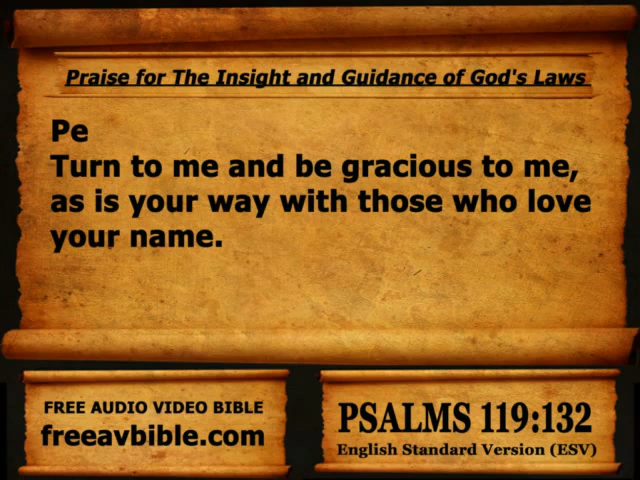 Praise for The Insight and Guidance of God's Laws
Pe
Turn to me and be gracious to me,
as is your way with those who love
your name.
FREE AUDIO VIDEO BIBLE
freeavbible.com
PSALMS 119:132
English Standard Version (ESV)